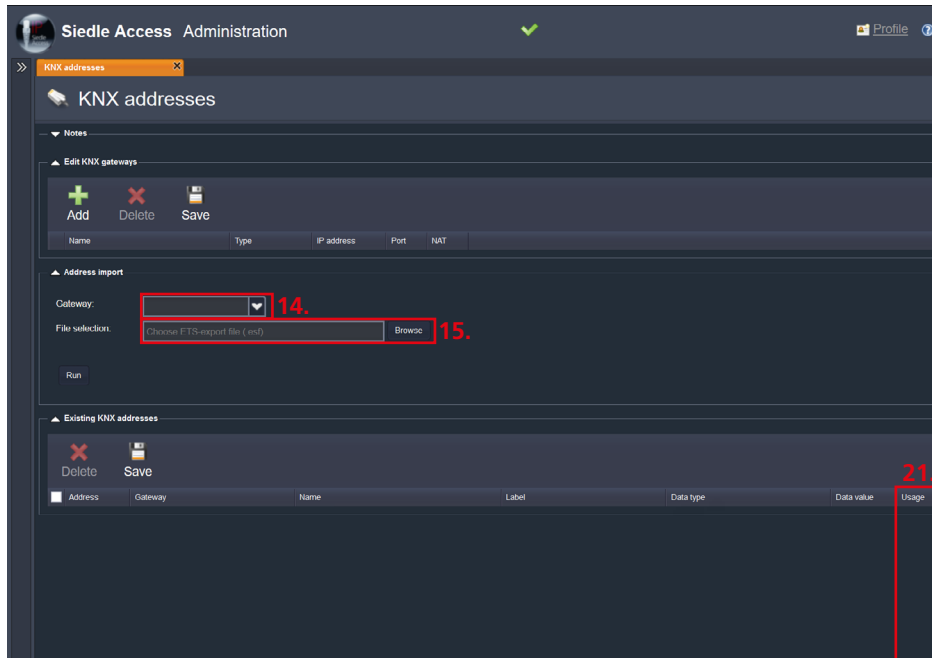 Siedle Access Administration
Profile
KNX addresses
KNX addresses
Notes
Edit KNX gateways
Add Delete Save
Name Type IP address Port NAT
Address import
Gateway: 14.
File selection: Choose ETS-export file (.esf) Browse 15.
Run
Existing KNX addresses
Delete Save
21
Address Gateway Name Label Data type Data value Usage